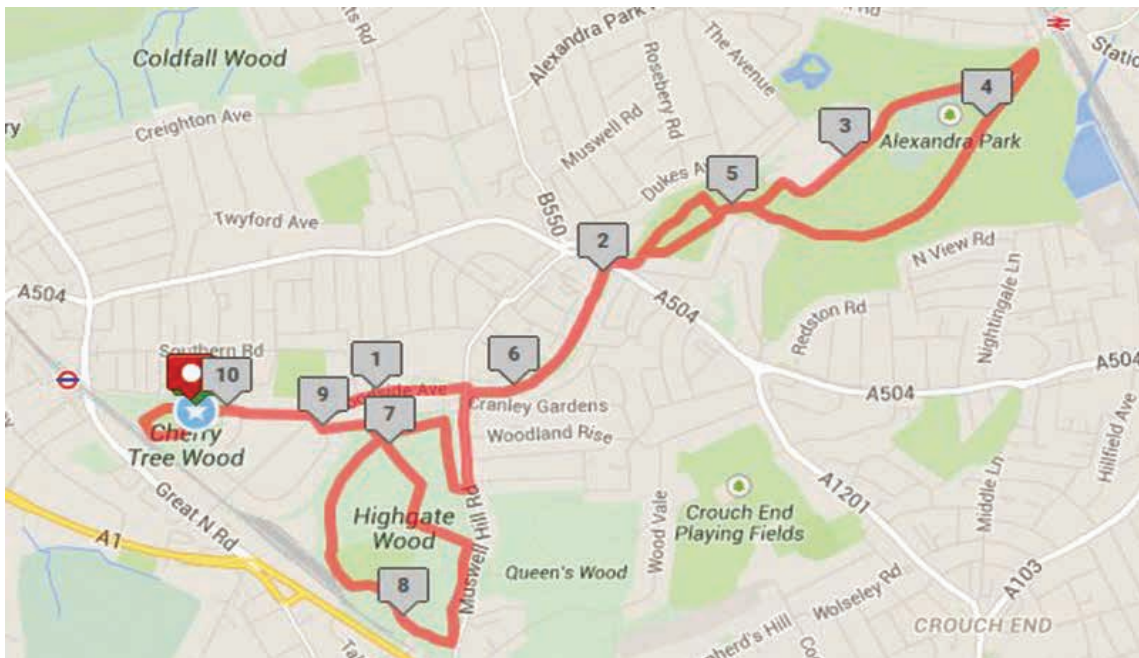 Coldfall Wood
Creighton Ave
Twyford Ave
A504
Southern Rd
Alexandra Park
The Avenue
Rosebery Rd
Muswell Rd
Dukes
B550
Statio
4
3
Alexandra Park
5
2
N View Rd
A504
Redston Rd
Nightingale Ln
A504
A504
1
10
6
9
7
Ave
Cranley Gardens
Woodland Rise
Cherry
Tree Wood
Great N Rd
A1
Highgate
Wood
Muswell Hill Rd
8
Queen's Wood
Wood Vale
Crouch End
Playing Fields
A1201
Middle Ln
Hillfield Ave
A103
Wolseley Rd
CROUCH END